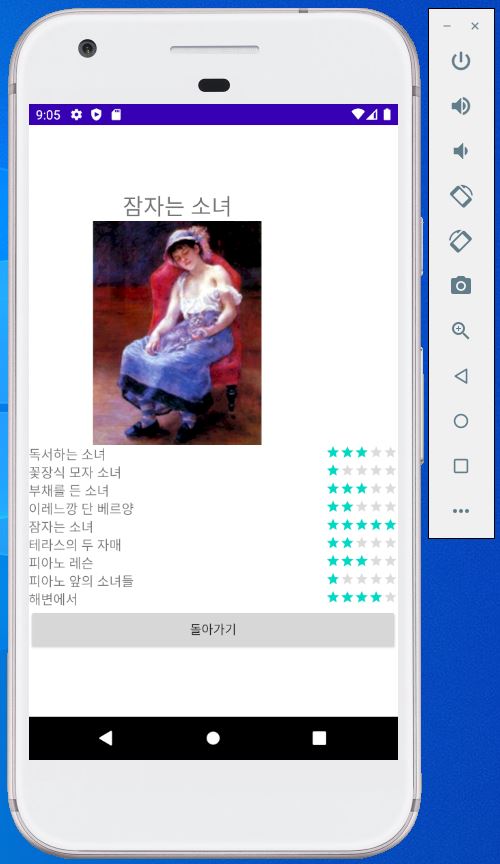 9:05
잠자는 소녀
독서하는 소녀
꽃장식 모자 소녀
부채를 든 소녀
이레느깡 단 베르양
잠자는 소녀
테라스의 두 자매
피아노 레슨
피아노 앞의 소녀들
해변에서
돌아가기